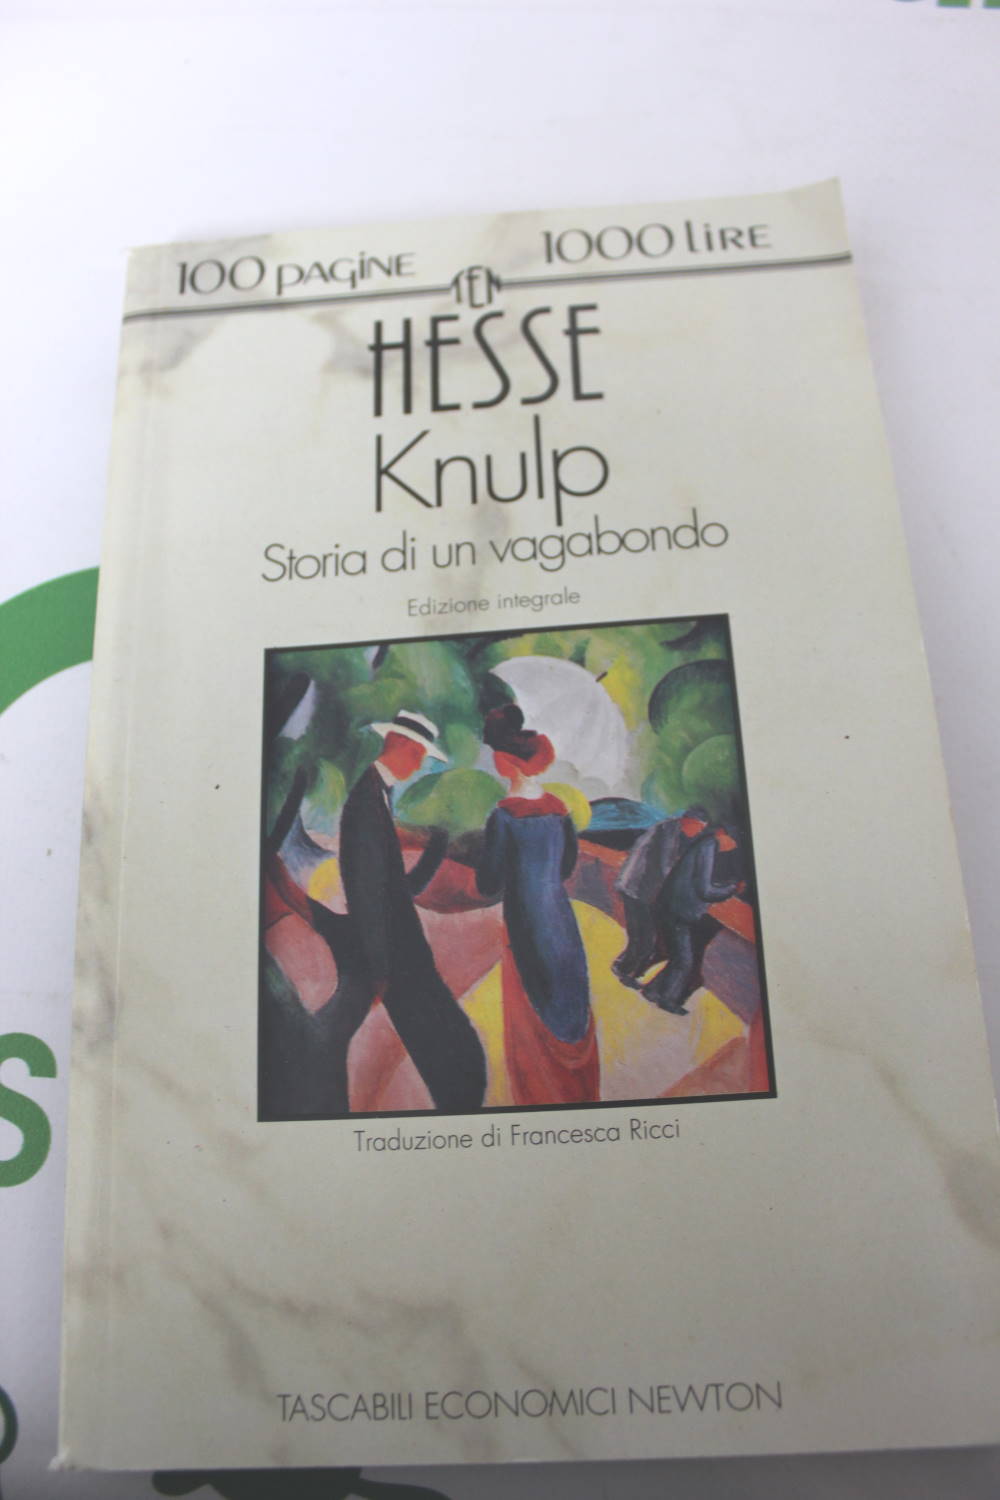 100 PAGINE
1000 LIRE
TEN
HESSE
Knulp
Storia di un vagabondo
Edizione integrale
Traduzione di Francesca Ricci
TASCABILI ECONOMICI NEWTON
S